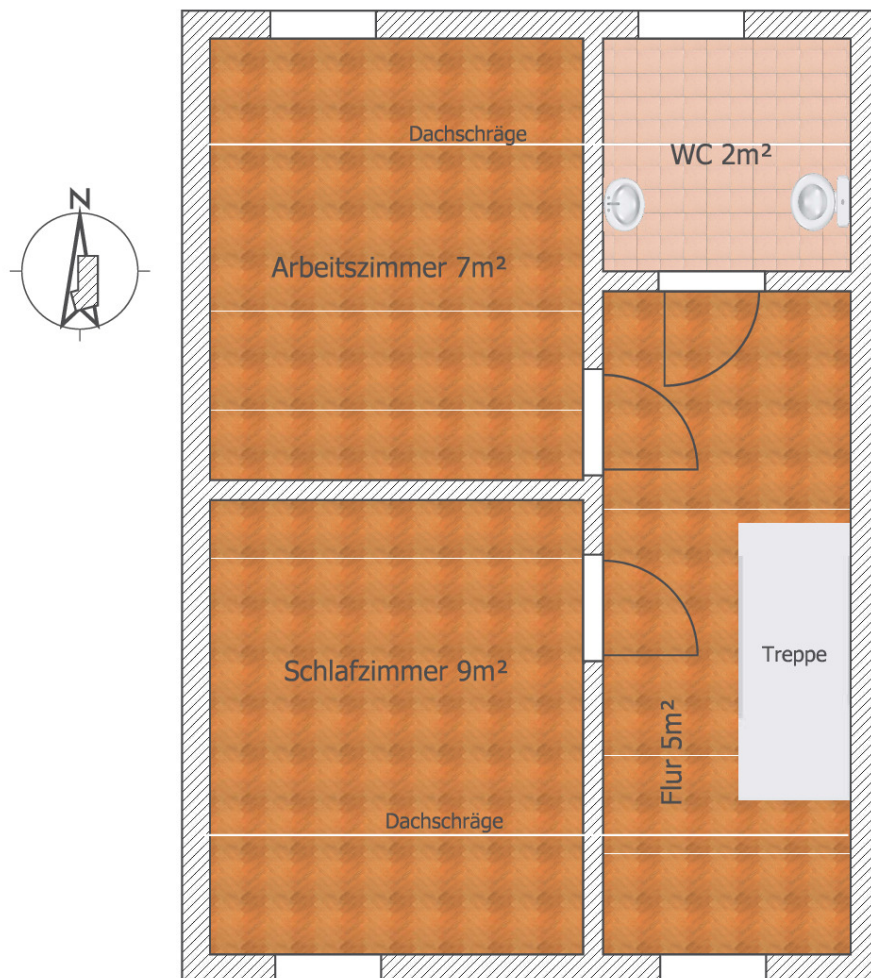 Dachschräge
WC 2m²
N
Arbeitszimmer 7m²
Treppe
Schlafzimmer 9m²
Flur 5m²
Dachschräge